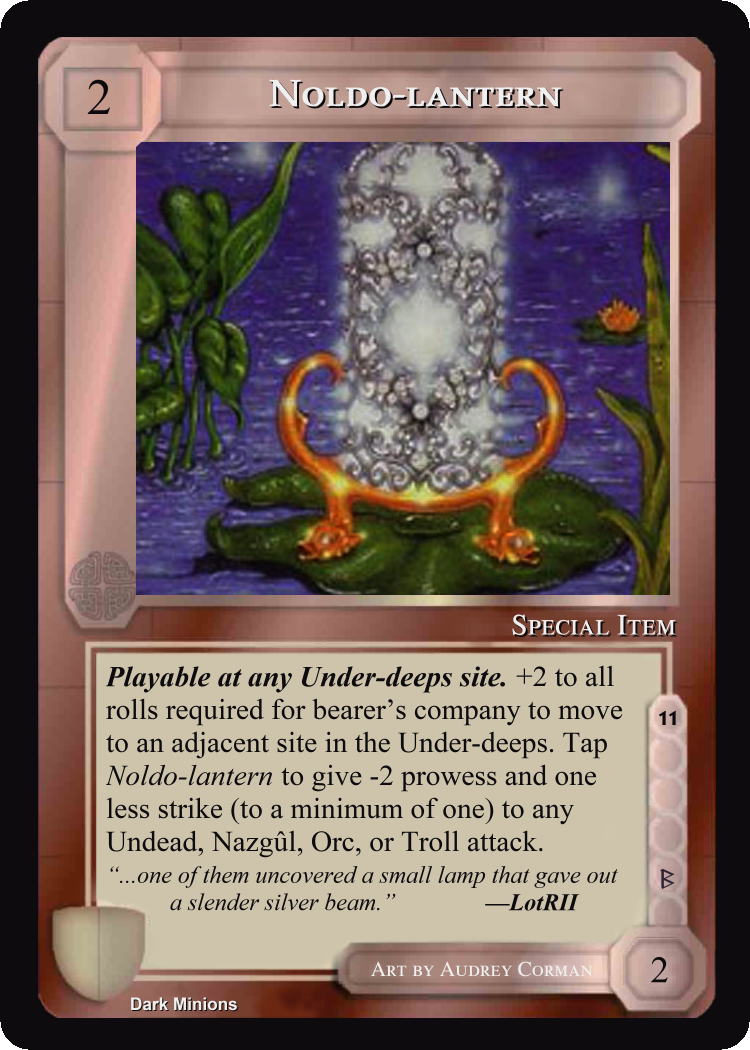 2
Noldo-lantern
Special Item
Playable at any Under-deeps site. +2 to all
rolls required for bearer's company to move
to an adjacent site in the Under-deeps. Tap
Noldo-lantern to give -2 prowess and one
less strike (to a minimum of one) to any
Undead, Nazgûl, Orc, or Troll attack.
“...one of them uncovered a small lamp that gave out
a slender silver beam.” —LotRII
11
ᛒ
Art by Audrey Corman
2
Dark Minions